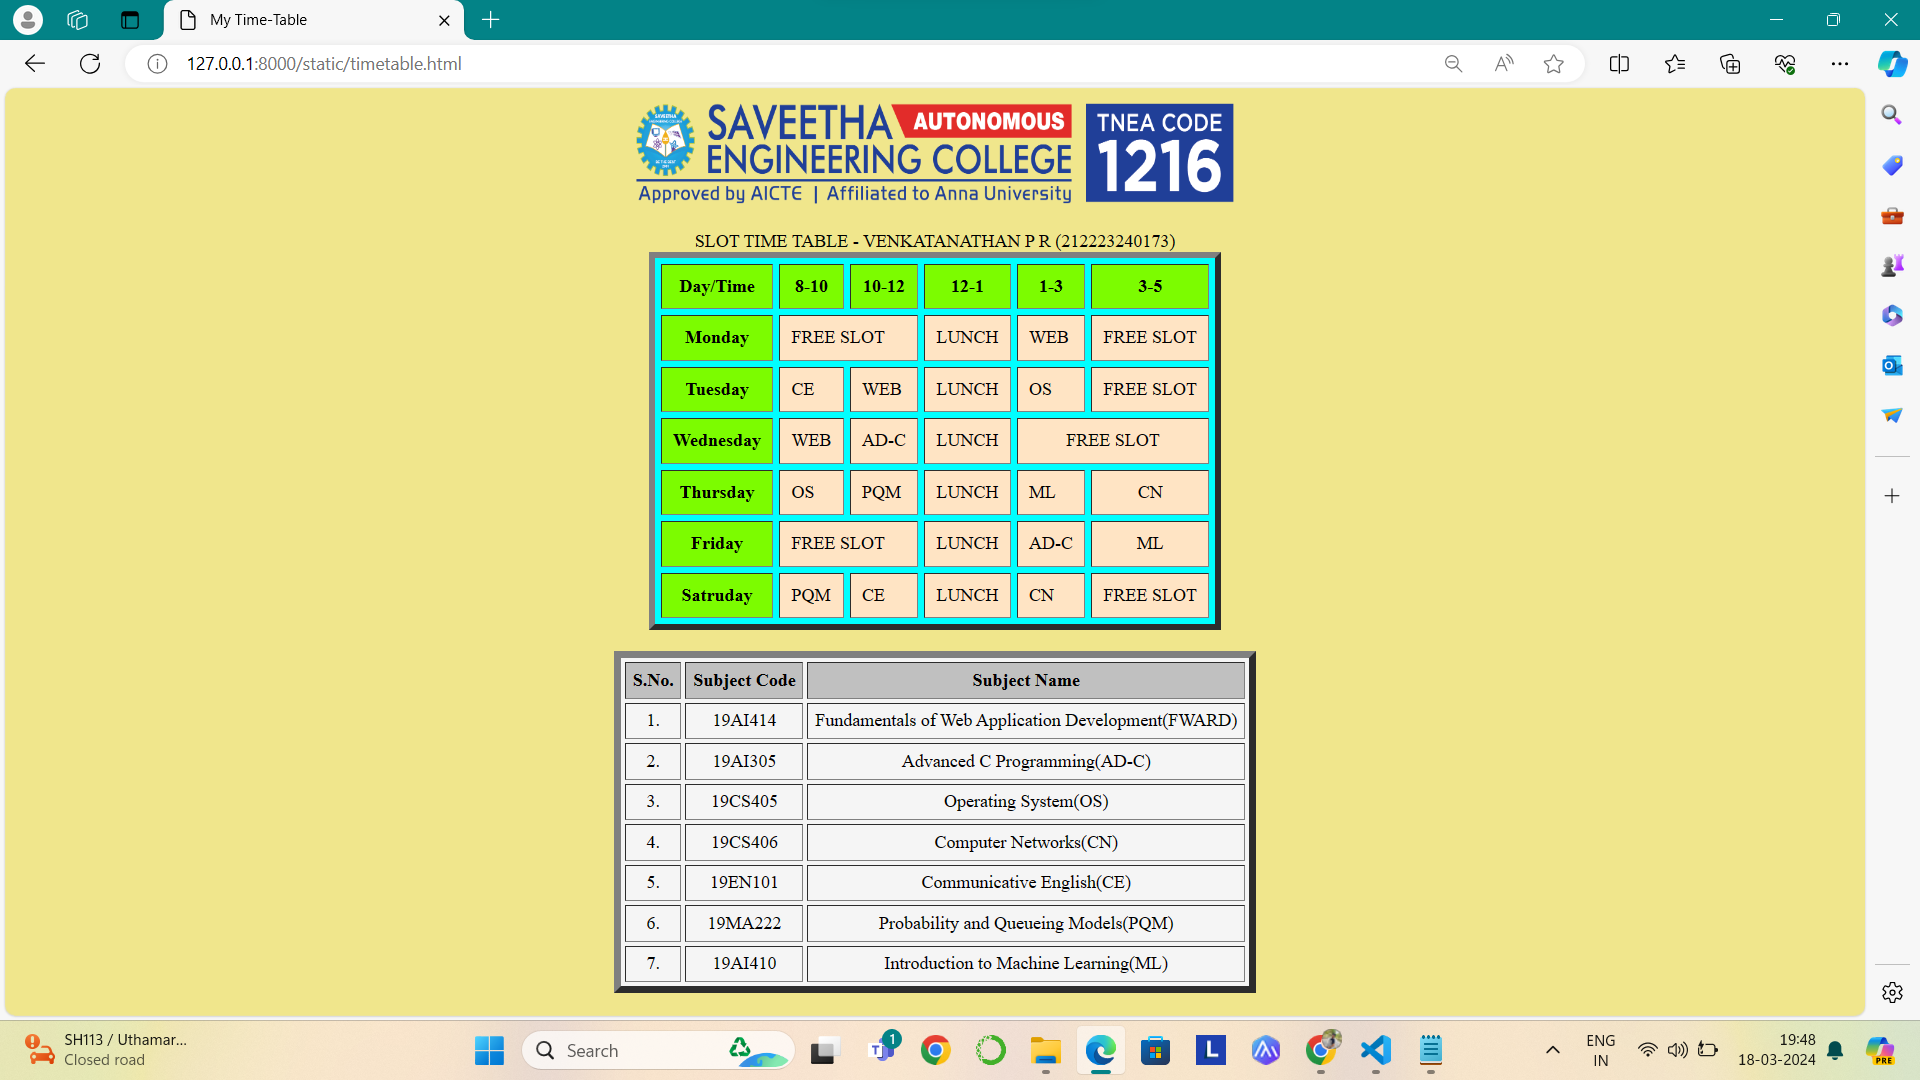 My Time-Table
127.0.0.1:8000/static/timetable.html
SAVEETHA AUTONOMOUS
ENGINEERING COLLEGE
Approved by AICTE | Affiliated to Anna University
TNEA CODE
1216
SLOT TIME TABLE - VENKATANATHAN P R (212223240173)
Day/Time 8-10 10-12 12-1 1-3 3-5
Monday FREE SLOT LUNCH WEB FREE SLOT
Tuesday CE WEB LUNCH OS FREE SLOT
Wednesday WEB AD-C LUNCH FREE SLOT
Thursday OS PQM LUNCH ML CN
Friday FREE SLOT LUNCH AD-C ML
Satruday PQM CE LUNCH CN FREE SLOT
S.No. Subject Code Subject Name
1. 19AI414 Fundamentals of Web Application Development(FWARD)
2. 19AI305 Advanced C Programming(AD-C)
3. 19CS405 Operating System(OS)
4. 19CS406 Computer Networks(CN)
5. 19EN101 Communicative English(CE)
6. 19MA222 Probability and Queueing Models(PQM)
7. 19AI410 Introduction to Machine Learning(ML)
SH113 / Uthamar...
Closed road
Search
1
L
ENG
IN
19:48
18-03-2024
PRE